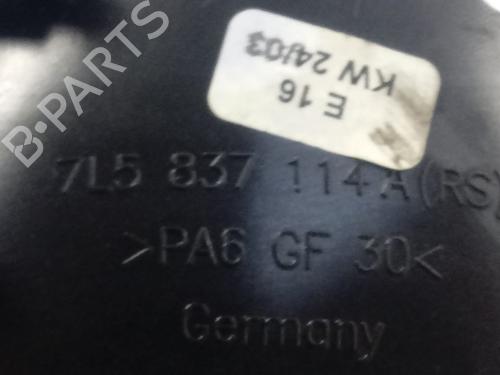 E 16
KW 24/03
B-PARTS
7L5 837 114 A (RS)
>PA6 GF 30<
Germany